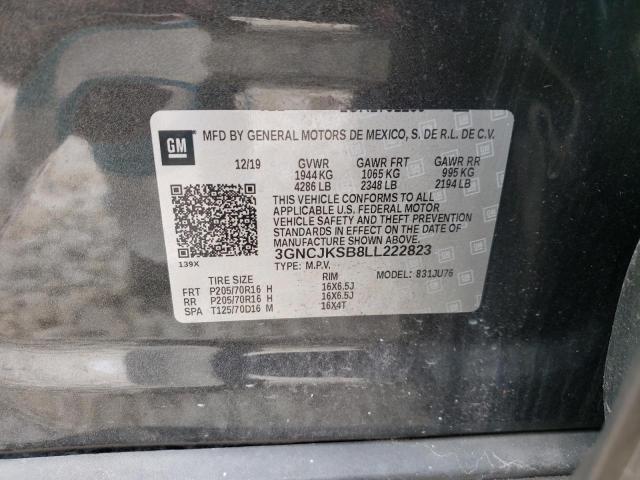 GM
MFD BY GENERAL MOTORS DE MEXICO, S. DE R.L. DE C.V.
12/19 GVWR GAWR FRT GAWR RR
1944 KG 1065 KG 995 KG
4286 LB 2348 LB 2194 LB
THIS VEHICLE CONFORMS TO ALL
APPLICABLE U.S. FEDERAL MOTOR
VEHICLE SAFETY AND THEFT PREVENTION
STANDARDS IN EFFECT ON THE DATE OF
MANUFACTURE SHOWN ABOVE.
3GNCJKSB8LL222823
139X
TYPE: M.P.V. MODEL: 831JU76
TIRE SIZE RIM
FRT P205/70R16 H 16X6.5J
RR P205/70R16 H 16X6.5J
SPA T125/70D16 M 16X4T